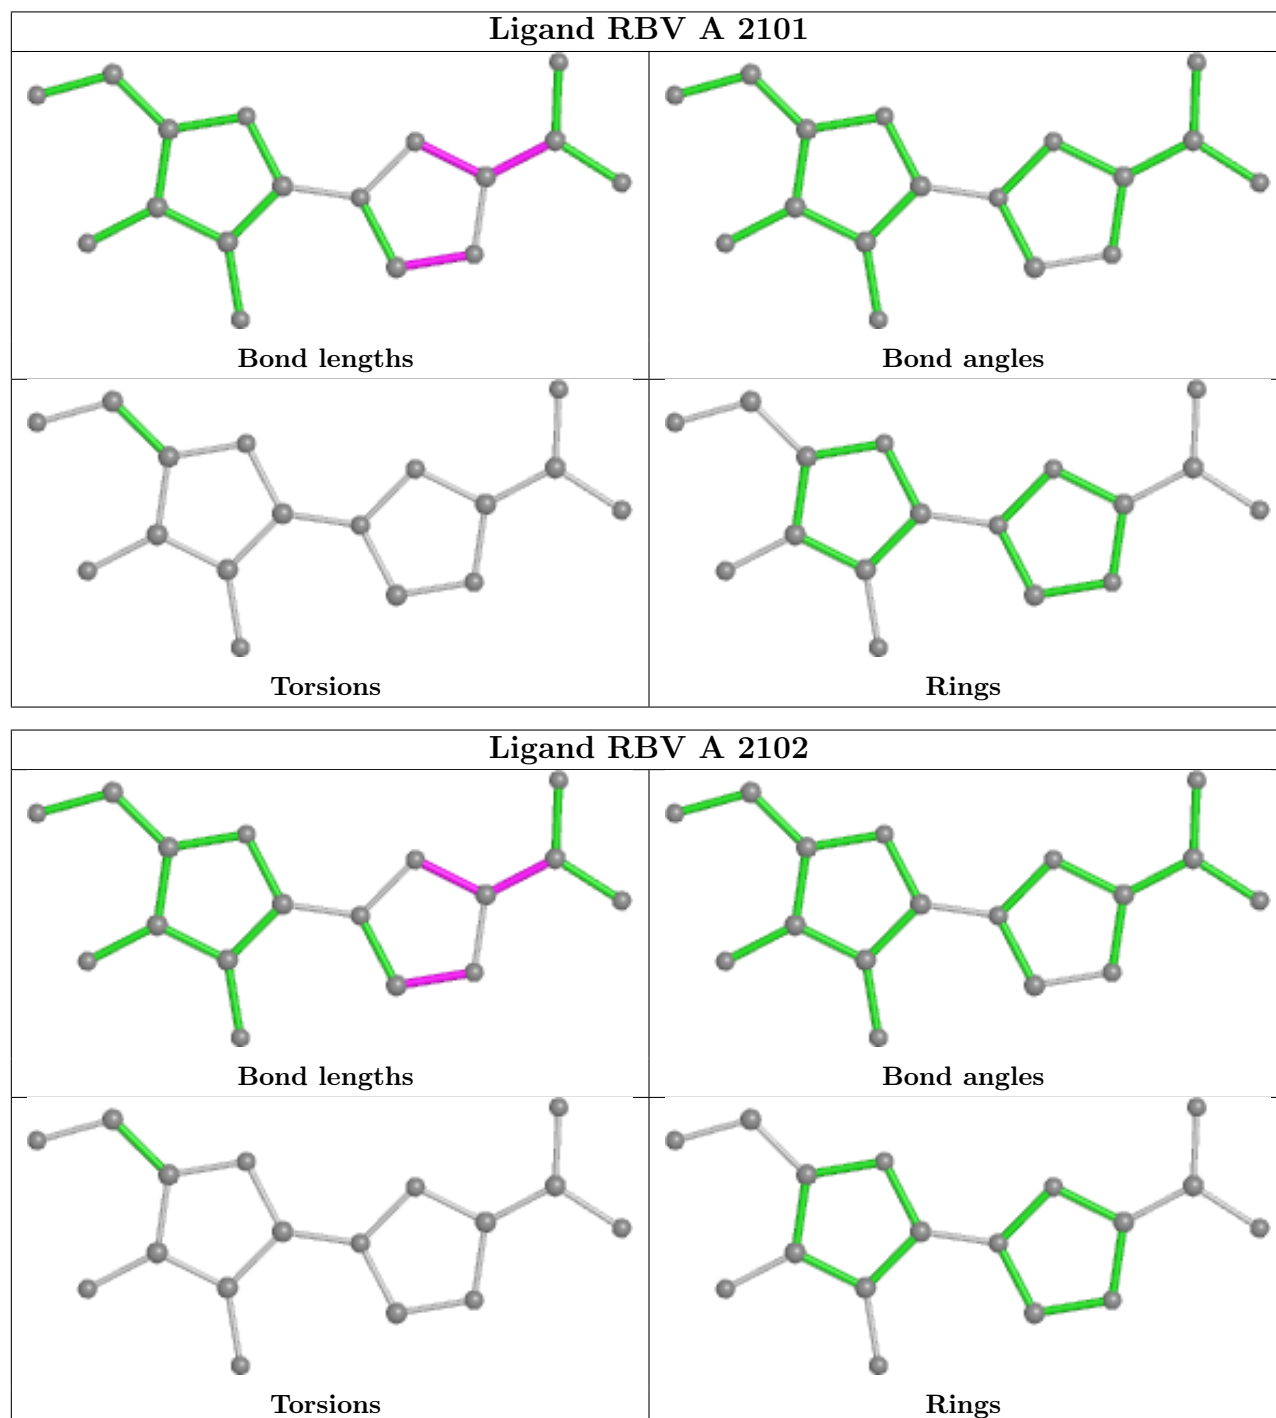 Ligand RBV A 2101
Bond lengths
Bond angles
Torsions
Rings
Ligand RBV A 2102
Bond lengths
Bond angles
Torsions
Rings